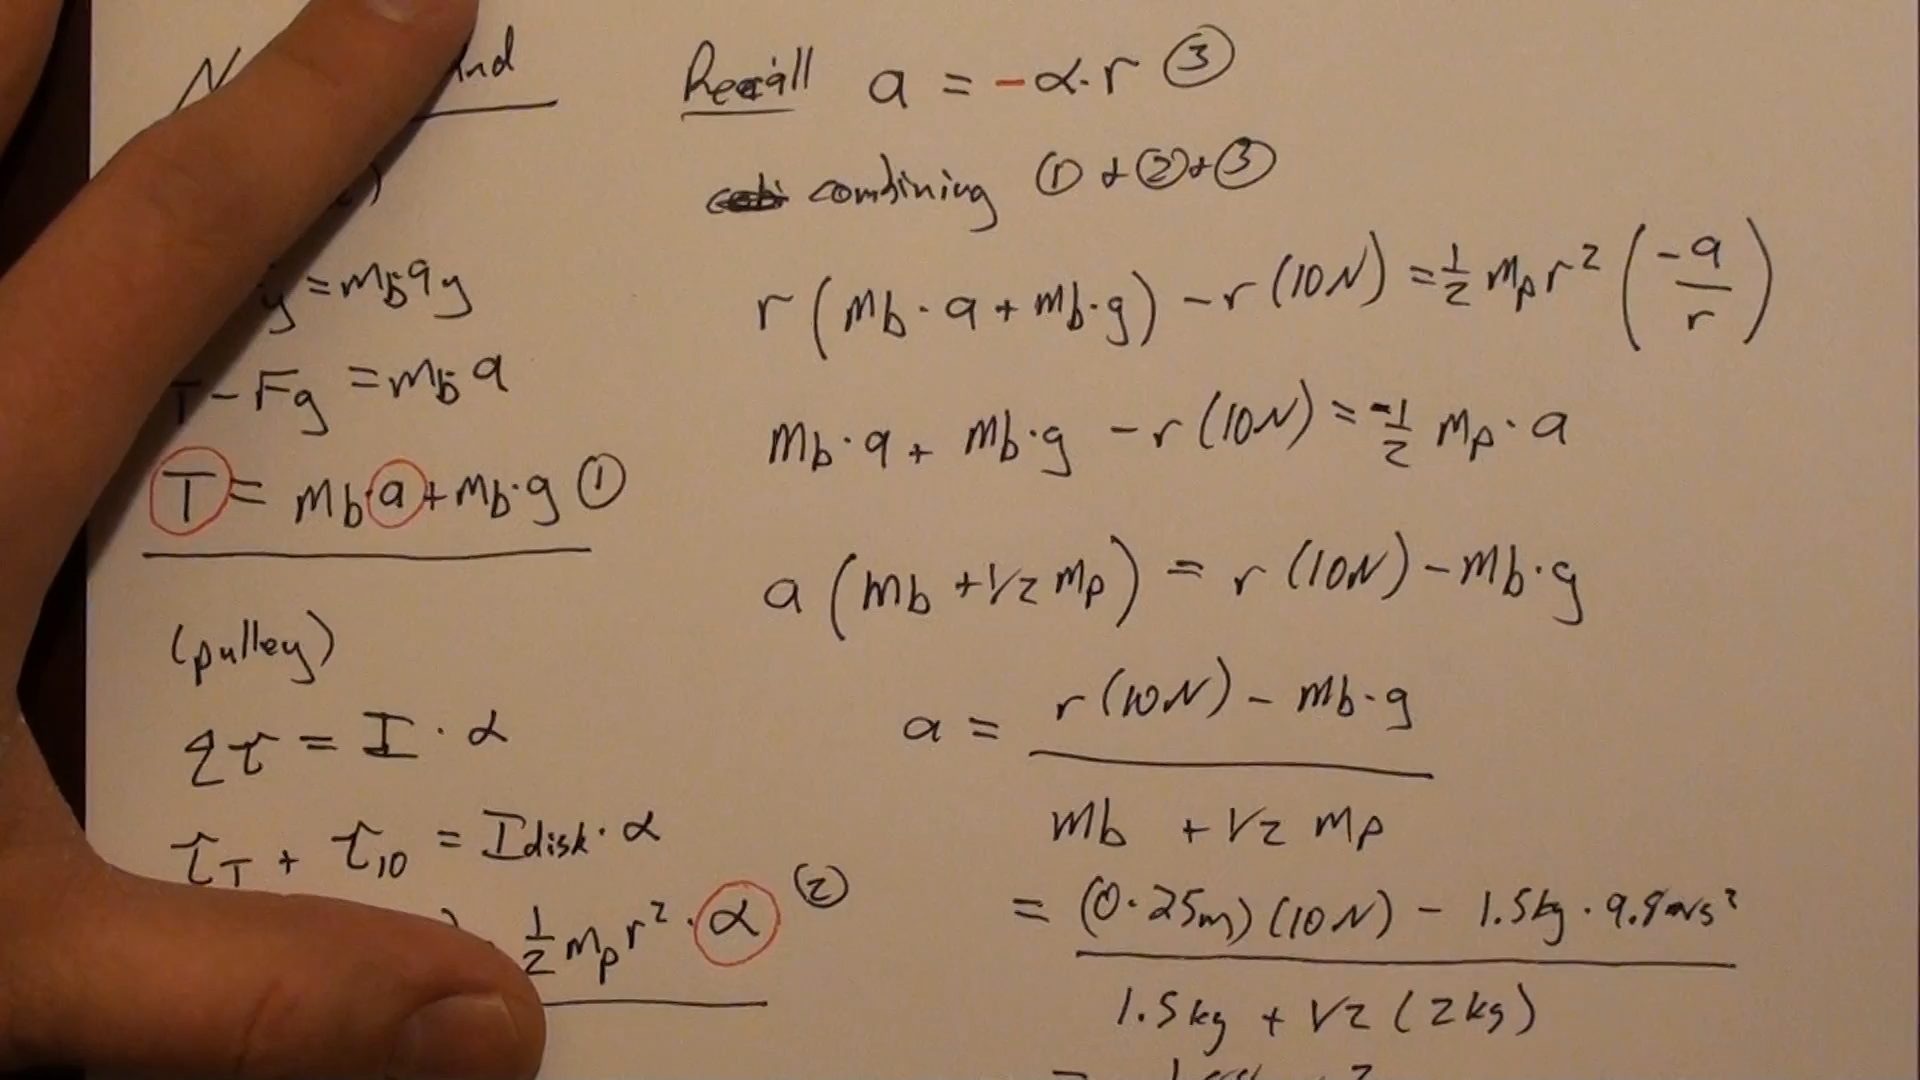 nd
y = mb ay
T - Fg = mb a
T = mb·a + mb·g ①
(pulley)
Στ = I · α
τT + τ10 = Idisk · α
1/2 mp r² · α ②
Recall a = -α·r ③
combining ① + ② + ③
r (mb · a + mb·g) - r (10N) = 1/2 mp r² (-a/r)
mb · a + mb·g - r (10N) = -1/2 mp · a
a (mb + 1/2 mp) = r (10N) - mb·g
a = r (10N) - mb·g
mb + 1/2 mp
= (0.25m) (10N) - 1.5kg · 9.8m/s²
1.5kg + 1/2 (2kg)